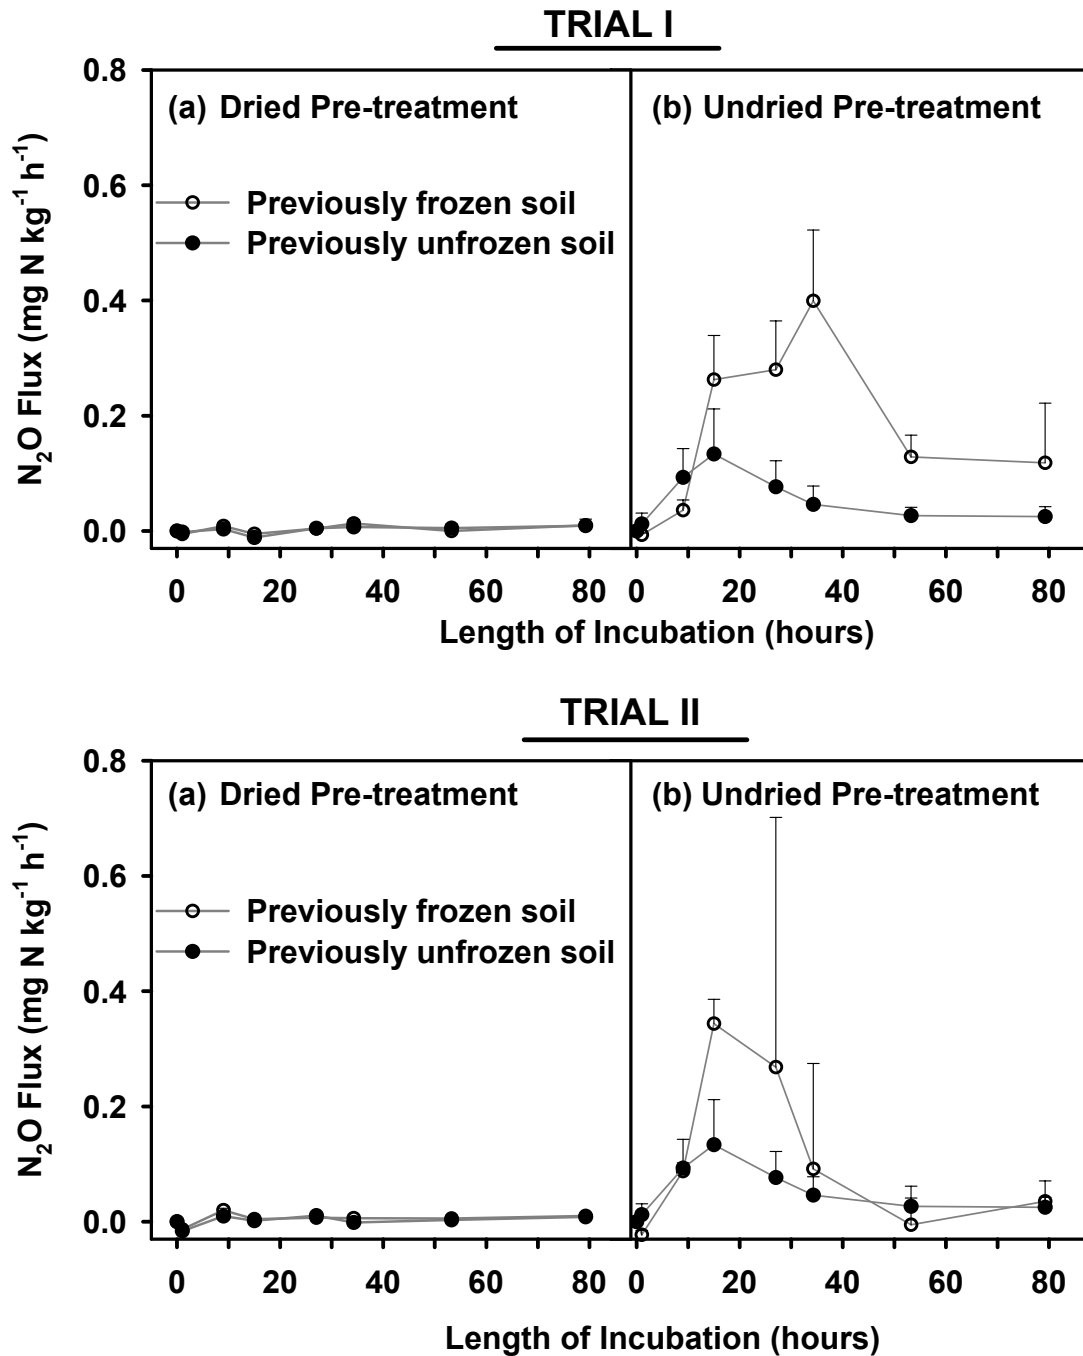 TRIAL I
0.8
0.6
0.4
0.2
0.0
N₂O Flux (mg N kg⁻¹ h⁻¹)
(a) Dried Pre-treatment
Previously frozen soil
Previously unfrozen soil
(b) Undried Pre-treatment
0 20 40 60 80
0 20 40 60 80
Length of Incubation (hours)
TRIAL II
0.8
0.6
0.4
0.2
0.0
N₂O Flux (mg N kg⁻¹ h⁻¹)
(a) Dried Pre-treatment
Previously frozen soil
Previously unfrozen soil
(b) Undried Pre-treatment
0 20 40 60 80
0 20 40 60 80
Length of Incubation (hours)